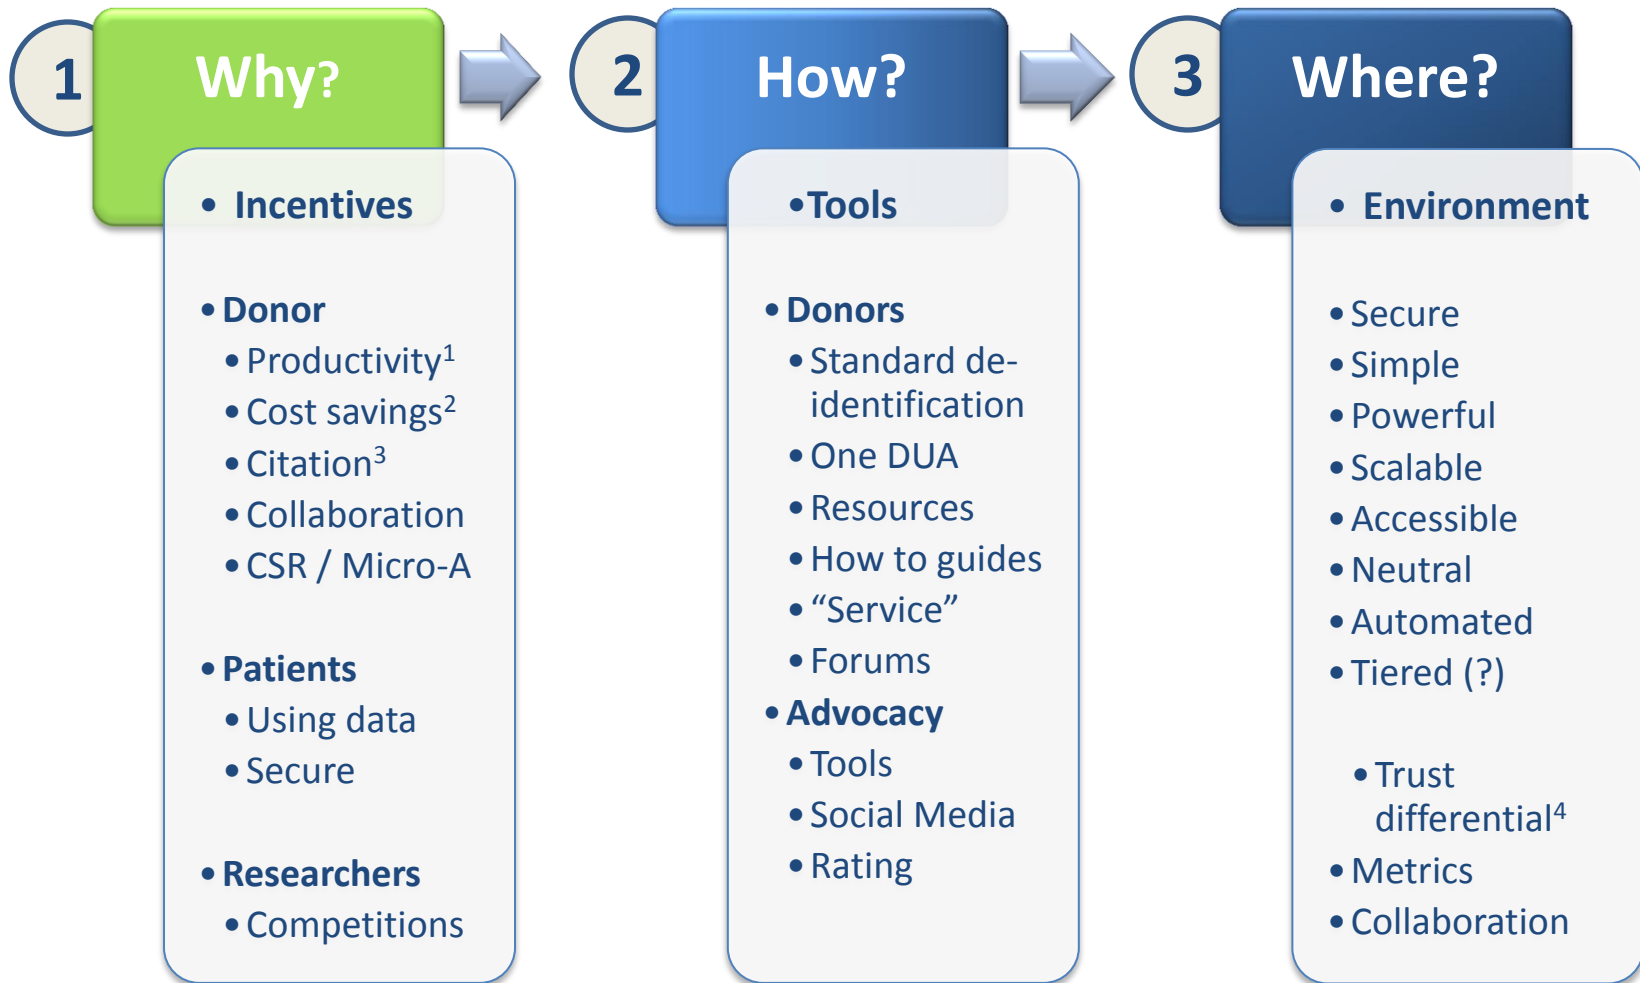 1
Why?
• Incentives
• Donor
• Productivity¹
• Cost savings²
• Citation³
• Collaboration
• CSR / Micro-A
• Patients
• Using data
• Secure
• Researchers
• Competitions
2
How?
•Tools
• Donors
• Standard de-
identification
• One DUA
• Resources
• How to guides
• “Service”
• Forums
• Advocacy
• Tools
• Social Media
• Rating
3
Where?
• Environment
• Secure
• Simple
• Powerful
• Scalable
• Accessible
• Neutral
• Automated
• Tiered (?)
• Trust
differential⁴
• Metrics
• Collaboration